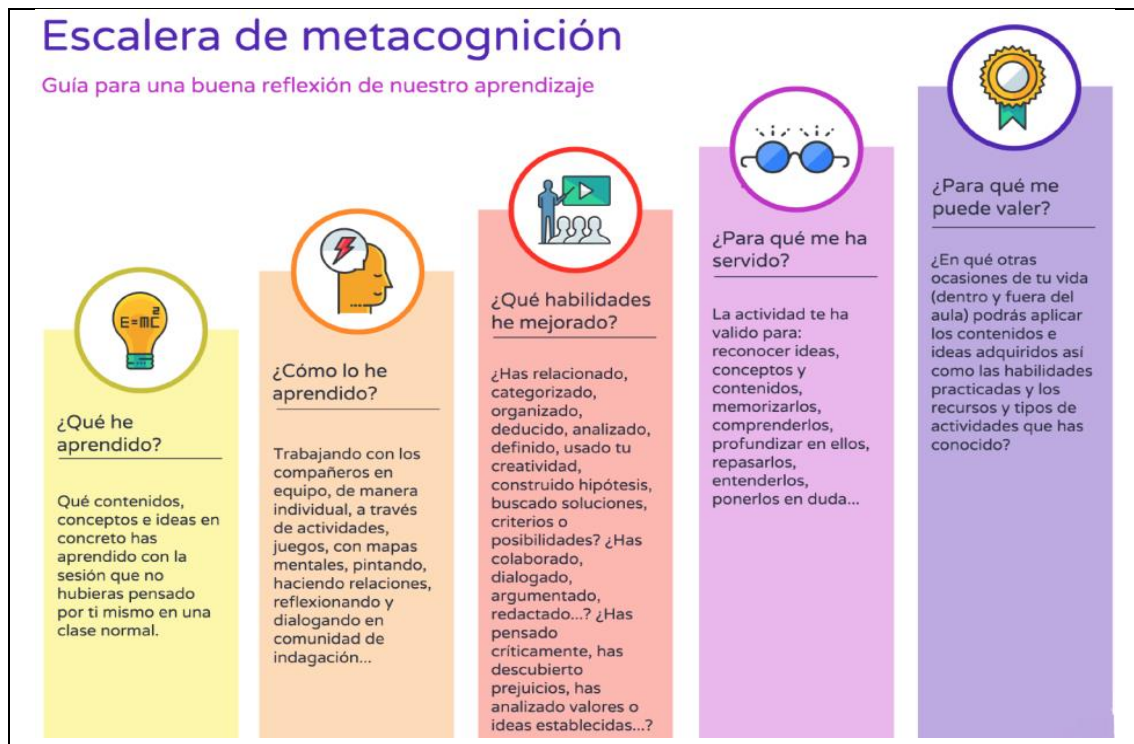 Escalera de metacognición
Guía para una buena reflexión de nuestro aprendizaje
E=mc²
¿Qué he
aprendido?
Qué contenidos,
conceptos e ideas en
concreto has
aprendido con la
sesión que no
hubieras pensado
por ti mismo en una
clase normal.
¿Cómo lo he
aprendido?
Trabajando con los
compañeros en
equipo, de manera
individual, a través
de actividades,
juegos, con mapas
mentales, pintando,
haciendo relaciones,
reflexionando y
dialogando en
comunidad de
indagación...
¿Qué habilidades
he mejorado?
¿Has relacionado,
categorizado,
organizado,
deducido, analizado,
definido, usado tu
creatividad,
construido hipótesis,
buscado soluciones,
criterios o
posibilidades? ¿Has
colaborado,
dialogado,
argumentado,
redactado...? ¿Has
pensado
críticamente, has
descubierto
prejuicios, has
analizado valores o
ideas establecidas...?
¿Para qué me ha
servido?
La actividad te ha
valido para:
reconocer ideas,
conceptos y
contenidos,
memorizarlos,
comprenderlos,
profundizar en ellos,
repasarlos,
entenderlos,
ponerlos en duda...
¿Para qué me
puede valer?
¿En qué otras
ocasiones de tu vida
(dentro y fuera del
aula) podrás aplicar
los contenidos e
ideas adquiridos así
como las habilidades
practicadas y los
recursos y tipos de
actividades que has
conocido?